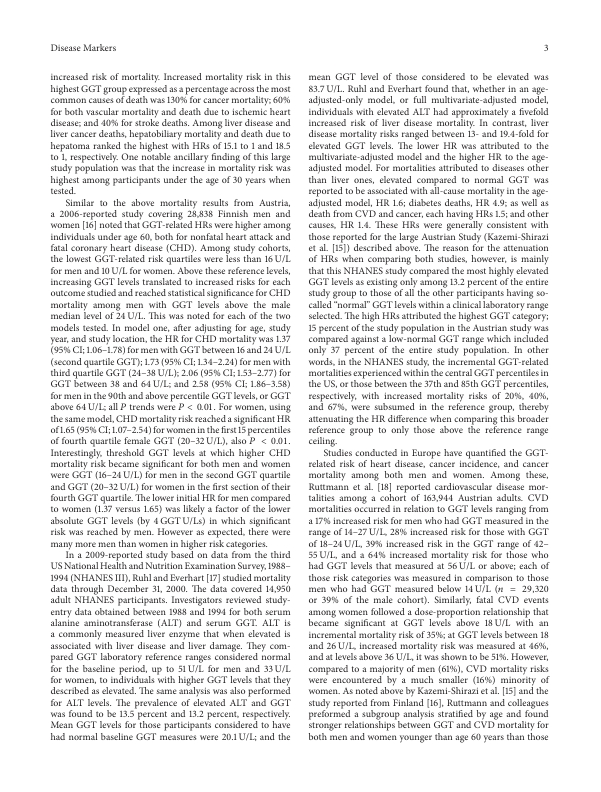 Disease Markers
3
increased risk of mortality. Increased mortality risk in this
highest GGT group expressed as a percentage across the most
common causes of death was 130% for cancer mortality; 60%
for both vascular mortality and death due to ischemic heart
disease; and 40% for stroke deaths. Among liver disease and
liver cancer deaths, hepatobiliary mortality and death due to
hepatoma ranked the highest with HRs of 15.1 to 1 and 18.5
to 1, respectively. One notable ancillary finding of this large
study population was that the increase in mortality risk was
highest among participants under the age of 30 years when
tested.
Similar to the above mortality results from Austria,
a 2006-reported study covering 28,838 Finnish men and
women [16] noted that GGT-related HRs were higher among
individuals under age 60, both for nonfatal heart attack and
fatal coronary heart disease (CHD). Among study cohorts,
the lowest GGT-related risk quartiles were less than 16 U/L
for men and 10 U/L for women. Above these reference levels,
increasing GGT levels translated to increased risks for each
outcome studied and reached statistical significance for CHD
mortality among men with GGT levels above the male
median level of 24 U/L. This was noted for each of the two
models tested. In model one, after adjusting for age, study
year, and study location, the HR for CHD mortality was 1.37
(95% CI; 1.06–1.78) for men with GGT between 16 and 24 U/L
(second quartile GGT); 1.73 (95% CI; 1.34–2.24) for men with
third quartile GGT (24–38 U/L); 2.06 (95% CI; 1.53–2.77) for
GGT between 38 and 64 U/L; and 2.58 (95% CI; 1.86–3.58)
for men in the 90th and above percentile GGT levels, or GGT
above 64 U/L; all P trends were P < 0.01. For women, using
the same model, CHD mortality risk reached a significant HR
of 1.65 (95% CI; 1.07–2.54) for women in the first 15 percentiles
of fourth quartile female GGT (20–32 U/L), also P < 0.01.
Interestingly, threshold GGT levels at which higher CHD
mortality risk became significant for both men and women
were GGT (16–24 U/L) for men in the second GGT quartile
and GGT (20–32 U/L) for women in the first section of their
fourth GGT quartile. The lower initial HR for men compared
to women (1.37 versus 1.65) was likely a factor of the lower
absolute GGT levels (by 4 GGT U/Ls) in which significant
risk was reached by men. However as expected, there were
many more men than women in higher risk categories.
In a 2009-reported study based on data from the third
US National Health and Nutrition Examination Survey, 1988–
1994 (NHANES III), Ruhl and Everhart [17] studied mortality
data through December 31, 2000. The data covered 14,950
adult NHANES participants. Investigators reviewed study-
entry data obtained between 1988 and 1994 for both serum
alanine aminotransferase (ALT) and serum GGT. ALT is
a commonly measured liver enzyme that when elevated is
associated with liver disease and liver damage. They com-
pared GGT laboratory reference ranges considered normal
for the baseline period, up to 51 U/L for men and 33 U/L
for women, to individuals with higher GGT levels that they
described as elevated. The same analysis was also performed
for ALT levels. The prevalence of elevated ALT and GGT
was found to be 13.5 percent and 13.2 percent, respectively.
Mean GGT levels for those participants considered to have
had normal baseline GGT measures were 20.1 U/L; and the
mean GGT level of those considered to be elevated was
83.7 U/L. Ruhl and Everhart found that, whether in an age-
adjusted-only model, or full multivariate-adjusted model,
individuals with elevated ALT had approximately a fivefold
increased risk of liver disease mortality. In contrast, liver
disease mortality risks ranged between 13- and 19.4-fold for
elevated GGT levels. The lower HR was attributed to the
multivariate-adjusted model and the higher HR to the age-
adjusted model. For mortalities attributed to diseases other
than liver ones, elevated compared to normal GGT was
reported to be associated with all-cause mortality in the age-
adjusted model, HR 1.6; diabetes deaths, HR 4.9; as well as
death from CVD and cancer, each having HRs 1.5; and other
causes, HR 1.4. These HRs were generally consistent with
those reported for the large Austrian Study (Kazemi-Shirazi
et al. [15]) described above. The reason for the attenuation
of HRs when comparing both studies, however, is mainly
that this NHANES study compared the most highly elevated
GGT levels as existing only among 13.2 percent of the entire
study group to those of all the other participants having so-
called "normal" GGT levels within a clinical laboratory range
selected. The high HRs attributed the highest GGT category;
15 percent of the study population in the Austrian study was
compared against a low-normal GGT range which included
only 37 percent of the entire study population. In other
words, in the NHANES study, the incremental GGT-related
mortalities experienced within the central GGT percentiles in
the US, or those between the 37th and 85th GGT percentiles,
respectively, with increased mortality risks of 20%, 40%,
and 67%, were subsumed in the reference group, thereby
attenuating the HR difference when comparing this broader
reference group to only those above the reference range
ceiling.
Studies conducted in Europe have quantified the GGT-
related risk of heart disease, cancer incidence, and cancer
mortality among both men and women. Among these,
Ruttmann et al. [18] reported cardiovascular disease mor-
talities among a cohort of 163,944 Austrian adults. CVD
mortalities occurred in relation to GGT levels ranging from
a 17% increased risk for men who had GGT measured in the
range of 14–27 U/L, 28% increased risk for those with GGT
of 18–24 U/L, 39% increased risk in the GGT range of 42–
55 U/L, and a 64% increased mortality risk for those who
had GGT levels that measured at 56 U/L or above; each of
those risk categories was measured in comparison to those
men who had GGT measured below 14 U/L (n = 29,320
or 39% of the male cohort). Similarly, fatal CVD events
among women followed a dose-proportion relationship that
became significant at GGT levels above 18 U/L with an
incremental mortality risk of 35%; at GGT levels between 18
and 26 U/L, increased mortality risk was measured at 46%,
and at levels above 36 U/L, it was shown to be 51%. However,
compared to a majority of men (61%), CVD mortality risks
were encountered by a much smaller (16%) minority of
women. As noted above by Kazemi-Shirazi et al. [15] and the
study reported from Finland [16], Ruttmann and colleagues
preformed a subgroup analysis stratified by age and found
stronger relationships between GGT and CVD mortality for
both men and women younger than age 60 years than those